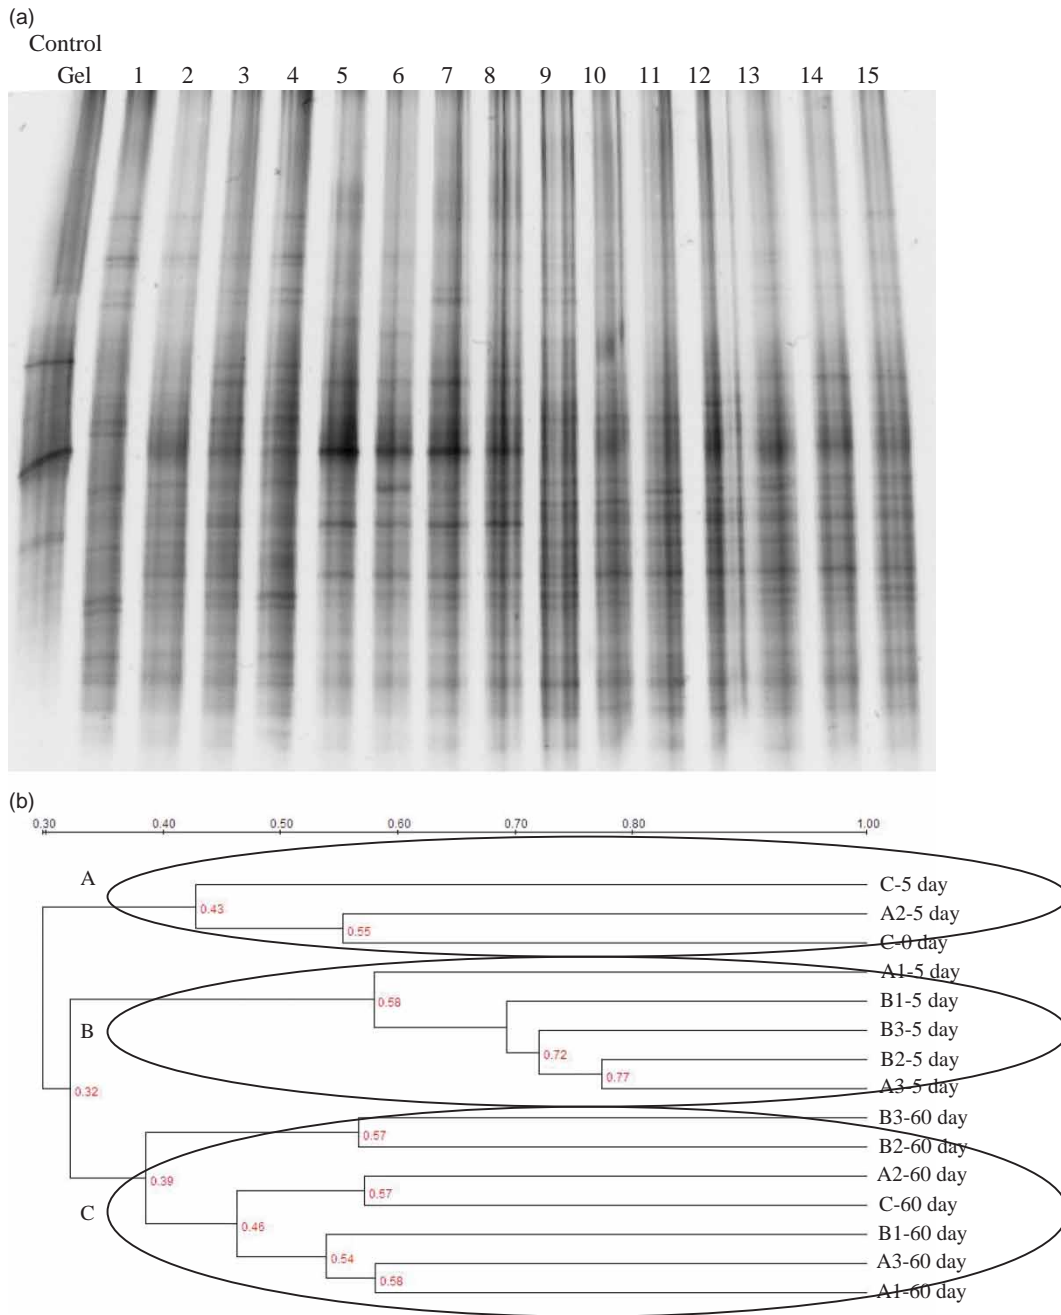 (a)
Control
Gel 1 2 3 4 5 6 7 8 9 10 11 12 13 14 15
(b)
0.30 0.40 0.50 0.60 0.70 0.80 1.00
A
C-5 day
0.43
A2-5 day
0.55
C-0 day
A1-5 day
0.58
B1-5 day
B
B3-5 day
0.72
B2-5 day
0.77
A3-5 day
0.32
B3-60 day
0.57
B2-60 day
0.39
A2-60 day
0.57
C-60 day
C
0.46
B1-60 day
0.54
A3-60 day
0.58
A1-60 day